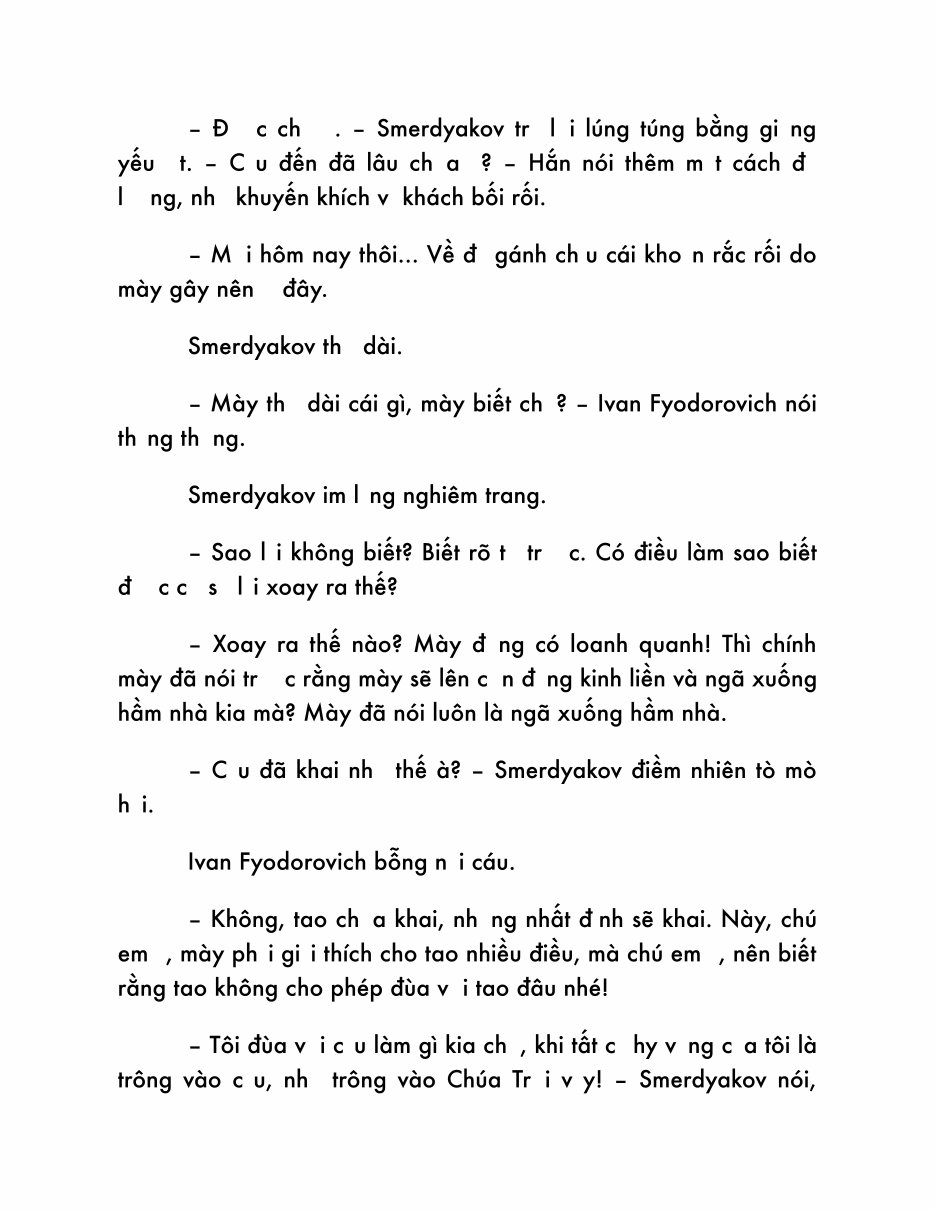 – Đ c ch . – Smerdyakov tr l i lúng túng bằng gi ng
yếu t. – C u đến đã lâu ch a ? – Hắn nói thêm m t cách đ
l ng, nh khuyến khích v khách bối rối.
– M i hôm nay thôi... Về đ gánh ch u cái kho n rắc rối do
mày gây nên đây.
Smerdyakov th dài.
– Mày th dài cái gì, mày biết ch ? – Ivan Fyodorovich nói
th ng th ng.
Smerdyakov im l ng nghiêm trang.
– Sao l i không biết? Biết rõ t tr c. Có điều làm sao biết
đ c c s l i xoay ra thế?
– Xoay ra thế nào? Mày đ ng có loanh quanh! Thì chính
mày đã nói tr c rằng mày sẽ lên c n đ ng kinh liền và ngã xuống
hầm nhà kia mà? Mày đã nói luôn là ngã xuống hầm nhà.
– C u đã khai nh thế à? – Smerdyakov điềm nhiên tò mò
h i.
Ivan Fyodorovich bỗng n i cáu.
– Không, tao ch a khai, nh ng nhất đ nh sẽ khai. Này, chú
em , mày ph i gi i thích cho tao nhiều điều, mà chú em , nên biết
rằng tao không cho phép đùa v i tao đâu nhé!
– Tôi đùa v i c u làm gì kia ch , khi tất c hy v ng c a tôi là
trông vào c u, nh trông vào Chúa Tr i v y! – Smerdyakov nói,